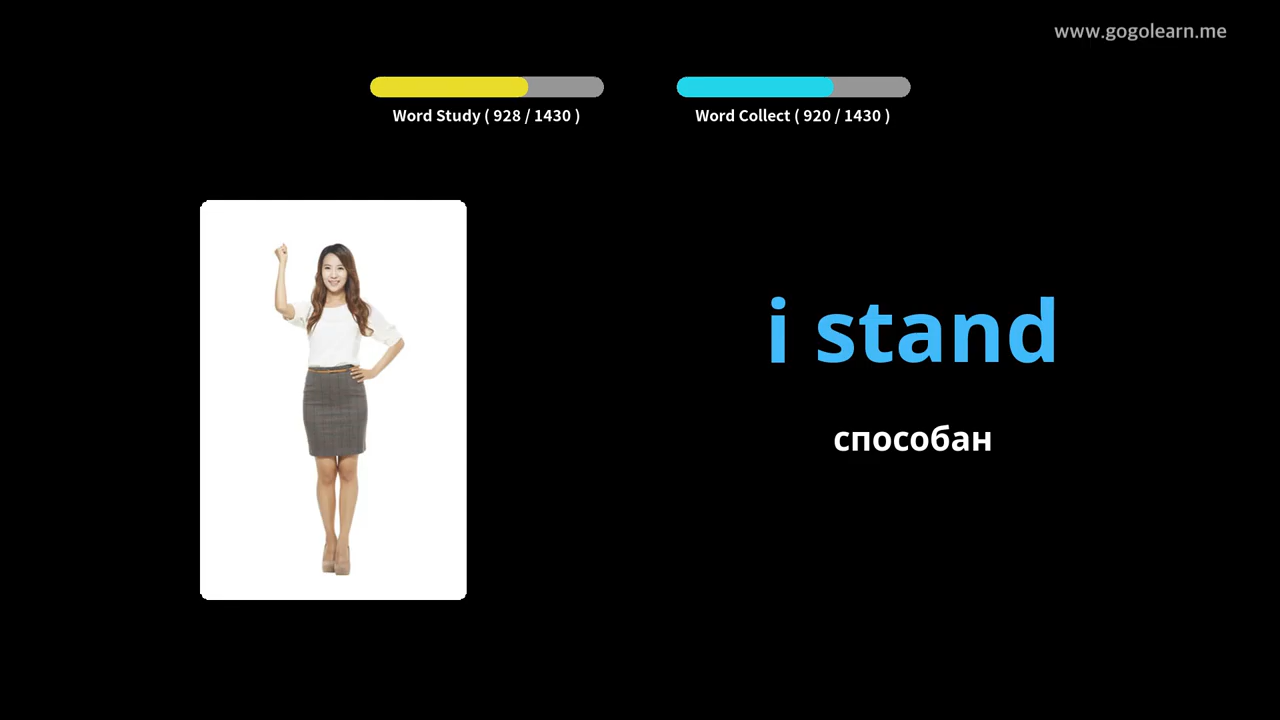 www.gogolearn.me
Word Study ( 928 / 1430 )
Word Collect ( 920 / 1430 )
i stand
способан